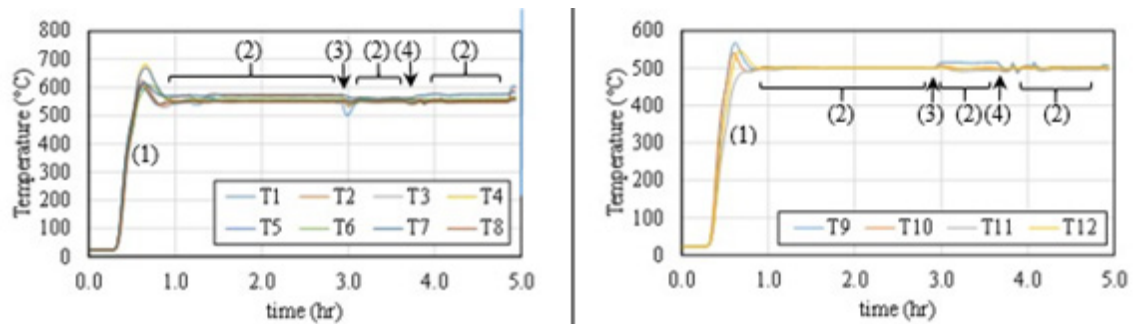 800
700
600
500
400
300
200
100
0
Temperature (°C)
(2) (3) (2) (4) (2)
(1)
T1 T2 T3 T4
T5 T6 T7 T8
0.0 1.0 2.0 3.0 4.0 5.0
time (hr)
600
500
400
300
200
100
0
Temperature (°C)
(1) (2) (3) (2) (4) (2)
T9 T10 T11 T12
0.0 1.0 2.0 3.0 4.0 5.0
time (hr)